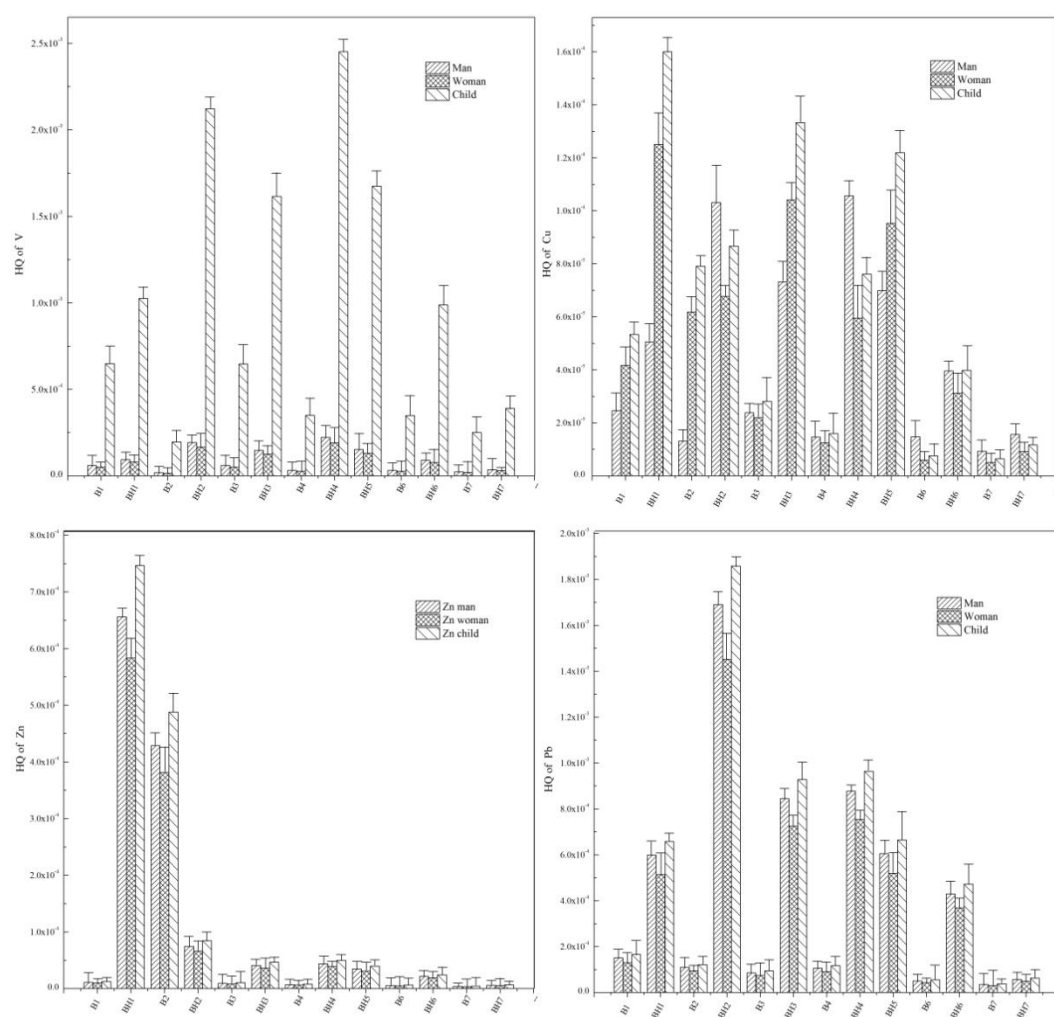 2.5x10⁻³
2.0x10⁻³
1.5x10⁻³
1.0x10⁻³
5.0x10⁻⁴
0.0
HQ of V
Man
Woman
Child
B1 BH1 B2 BH2 B3 BH3 B4 BH4 BH5 B6 BH6 B7 BH7 --
1.6x10⁻⁴
1.4x10⁻⁴
1.2x10⁻⁴
1.0x10⁻⁴
8.0x10⁻⁵
6.0x10⁻⁵
4.0x10⁻⁵
2.0x10⁻⁵
0.0
HQ of Cu
Man
Woman
Child
B1 BH1 B2 BH2 B3 BH3 B4 BH4 BH5 B6 BH6 B7 BH7
8.0x10⁻⁴
7.0x10⁻⁴
6.0x10⁻⁴
5.0x10⁻⁴
4.0x10⁻⁴
3.0x10⁻⁴
2.0x10⁻⁴
1.0x10⁻⁴
0.0
HQ of Zn
Zn man
Zn woman
Zn child
B1 BH1 B2 BH2 B3 BH3 B4 BH4 BH5 B6 BH6 B7 BH7 --
2.0x10⁻³
1.8x10⁻³
1.6x10⁻³
1.4x10⁻³
1.2x10⁻³
1.0x10⁻³
8.0x10⁻⁴
6.0x10⁻⁴
4.0x10⁻⁴
2.0x10⁻⁴
0.0
HQ of Pb
Man
Woman
Child
B1 BH1 B2 BH2 B3 BH3 B4 BH4 BH5 B6 BH6 B7 BH7